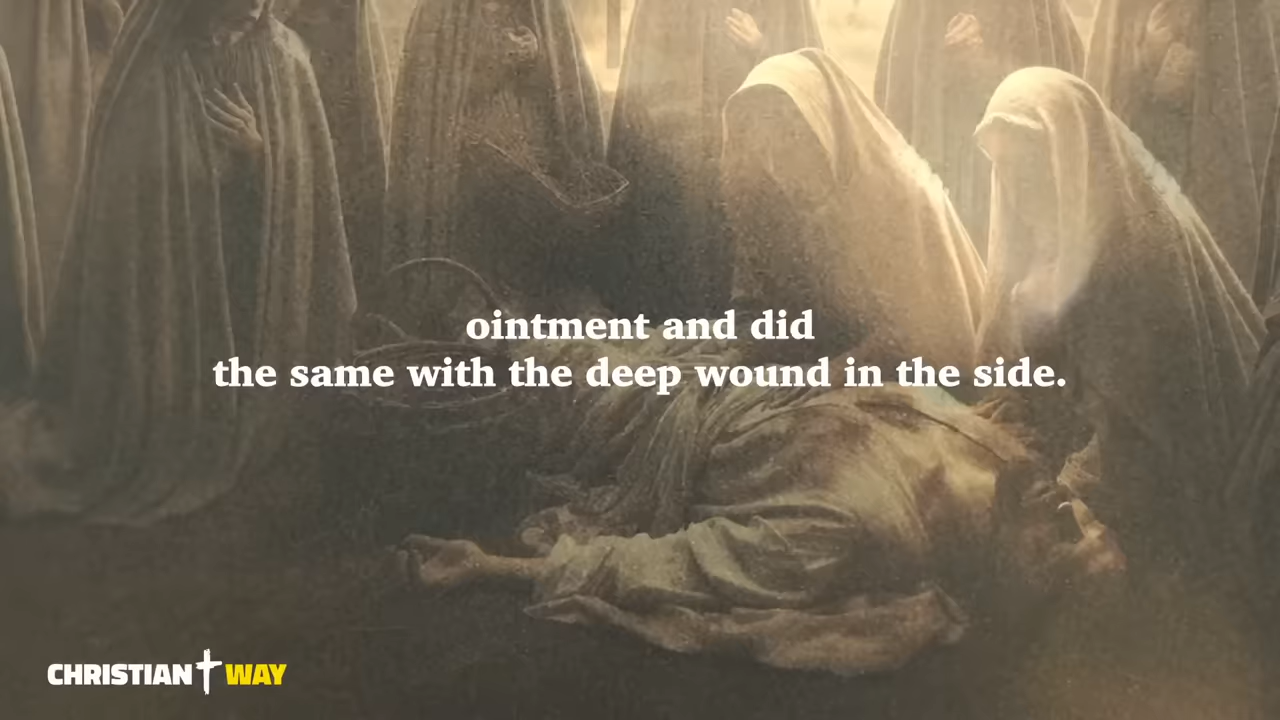 ointment and did
the same with the deep wound in the side.
CHRISTIAN WAY